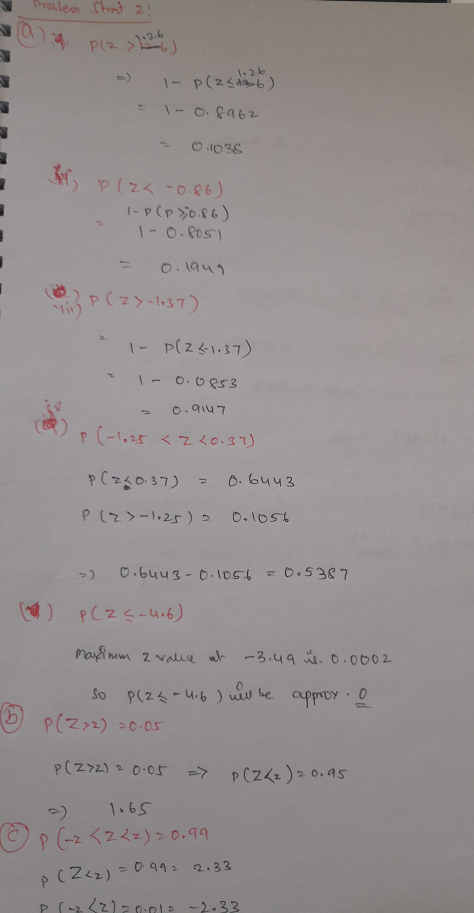 Problem Stmt 2!
a) i, P(Z > 1.26)
=> 1 - P(Z ≤ 1.26)
= 1 - 0.8962
= 0.1038
ii, P(Z < -0.86)
1-P(P≥0.86)
1 - 0.8051
= 0.1949
iii) P(Z > -1.37)
= 1 - P(Z ≤ -1.37)
= 1 - 0.0853
= 0.9147
iv) P(-1.25 < Z < 0.37)
P(Z ≤ 0.37) = 0.6443
P(Z > -1.25) = 0.1056
=> 0.6443 - 0.1056 = 0.5387
P(Z ≤ -4.6)
Maximum z value at -3.49 is 0.0002
So P(Z ≤ -4.6) will be approx. 0
b) P(Z>z) = 0.05
P(Z>z) = 0.05 => P(Z<z) = 0.95
=> 1.65
c) P(-z < Z < z) = 0.99
P(Z<z) = 0.99 = 2.33
P(-z < Z) = 0.01 = -2.33